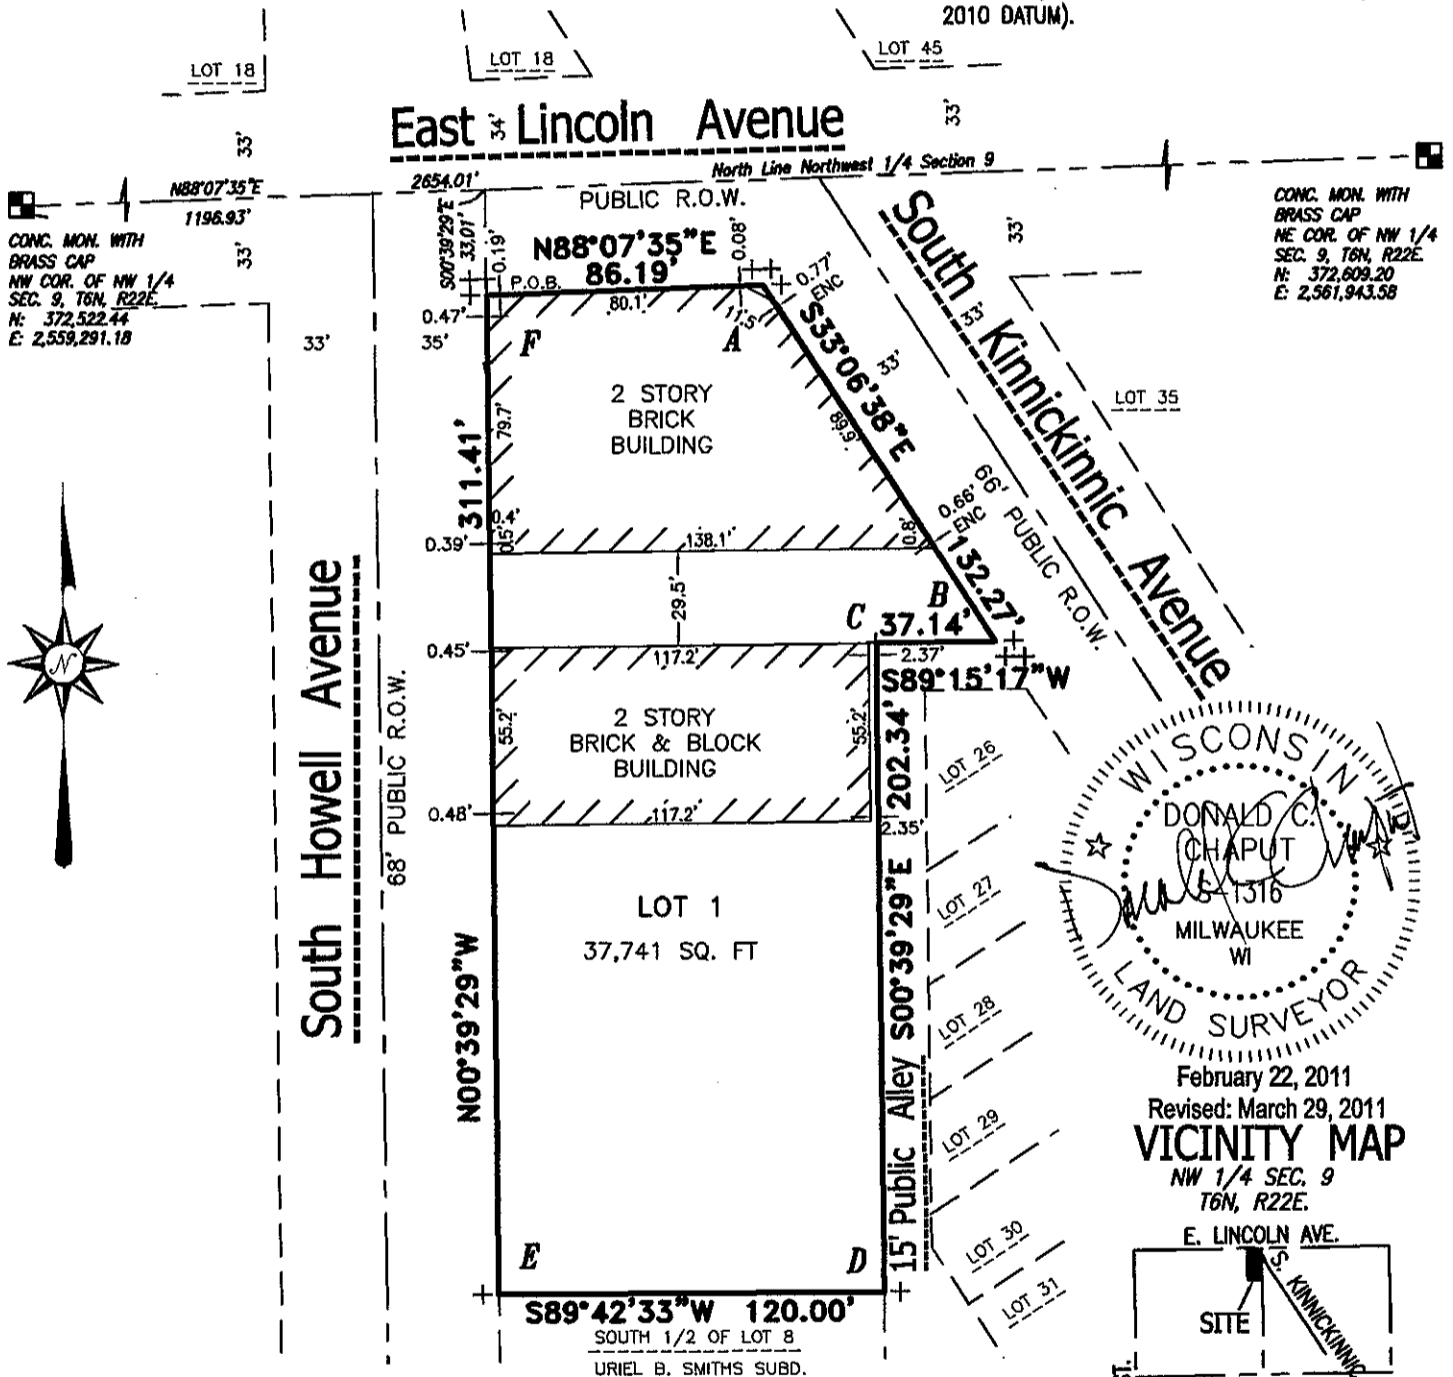 2010 DATUM).
LOT 18
LOT 18
LOT 45
33'
34'
33'
East Lincoln Avenue
North Line Northwest 1/4 Section 9
N88°07'35"E
1196.93'
2654.01'
PUBLIC R.O.W.
CONC. MON. WITH
BRASS CAP
NW COR. OF NW 1/4
SEC. 9, T6N, R22E.
N: 372,522.44
E: 2,559,291.18
33'
S00°39'29"E
33.01'
0.19'
0.08'
N88°07'35"E
86.19'
P.O.B.
CONC. MON. WITH
BRASS CAP
NE COR. OF NW 1/4
SEC. 9, T6N, R22E.
N: 372,609.20
E: 2,561,943.58
33'
South Kinnickinnic Avenue
33'
33'
66' PUBLIC R.O.W.
LOT 35
0.77'
ENC
80.1'
11.5'
0.47'
33'
35'
F
A
S33°06'38"E
132.27'
89.9'
2 STORY
BRICK
BUILDING
79.7'
311.41'
0.66'
ENC
0.4'
0.5'
0.39'
138.1'
0.8'
29.5'
B
C
37.14'
S89°15'17"W
2.37'
0.45'
117.2'
2 STORY
BRICK & BLOCK
BUILDING
55.2'
55.2'
0.48'
117.2'
2.35'
South Howell Avenue
68' PUBLIC R.O.W.
N
LOT 1
37,741 SQ. FT
N00°39'29"W
15' Public Alley
S00°39'29"E 202.34'
LOT 26
LOT 27
LOT 28
LOT 29
LOT 30
LOT 31
E
D
S89°42'33"W 120.00'
SOUTH 1/2 OF LOT 8
URIEL B. SMITHS SUBD.
WISCONSIN
DONALD C.
CHAPUT
S-1316
MILWAUKEE
WI
LAND SURVEYOR
February 22, 2011
Revised: March 29, 2011
VICINITY MAP
NW 1/4 SEC. 9
T6N, R22E.
E. LINCOLN AVE.
SITE
S. KINNICKINNIC
ST.